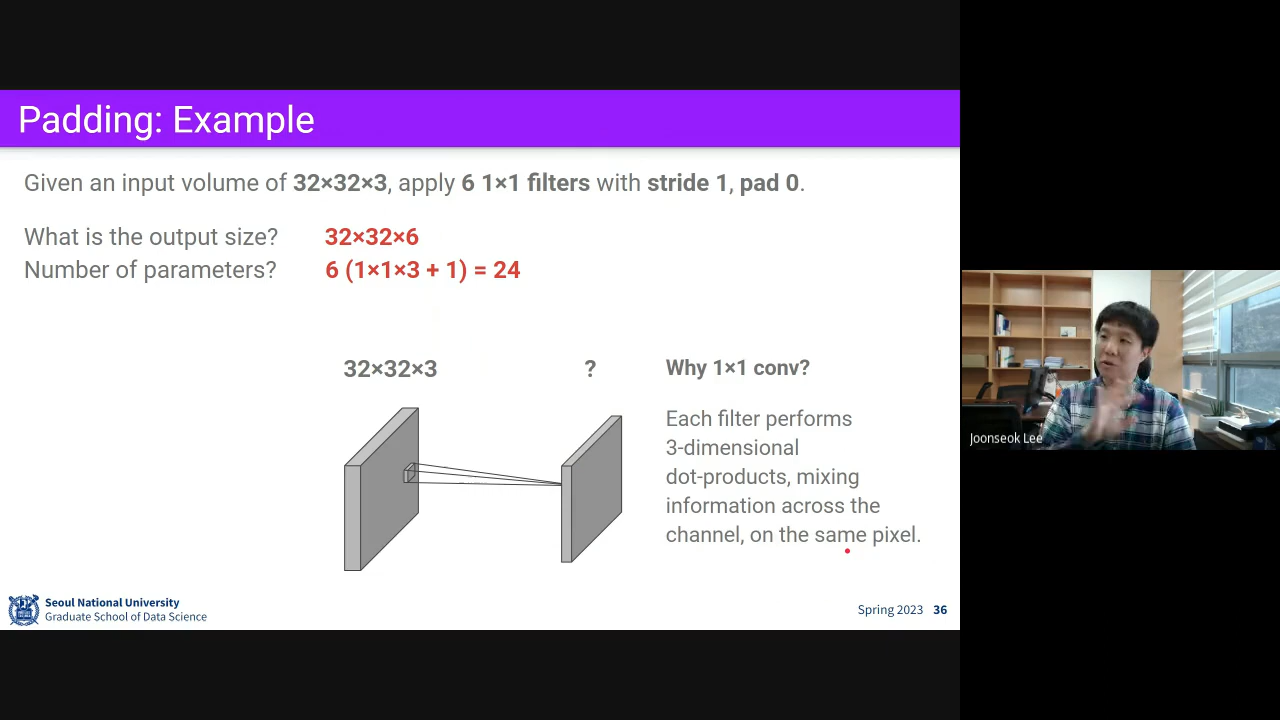 Padding: Example
Given an input volume of 32×32×3, apply 6 1×1 filters with stride 1, pad 0.
What is the output size? 32×32×6
Number of parameters? 6 (1×1×3 + 1) = 24
32×32×3 ? Why 1×1 conv?
Each filter performs
3-dimensional
dot-products, mixing
information across the
channel, on the same pixel.
Seoul National University
Graduate School of Data Science
Spring 2023 36
Joonseok Lee